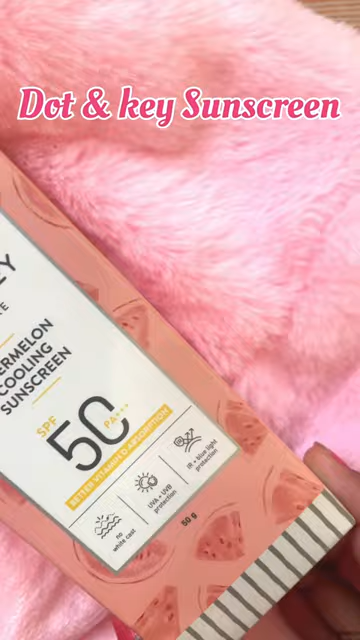 Dot & key Sunscreen
COOLING
SUNSCREEN
SPF
50
PA+++
BETTER VITAMIN D ABSORPTION
no
white cast
UVA + UVB
protection
IR + blue light
protection
50 g